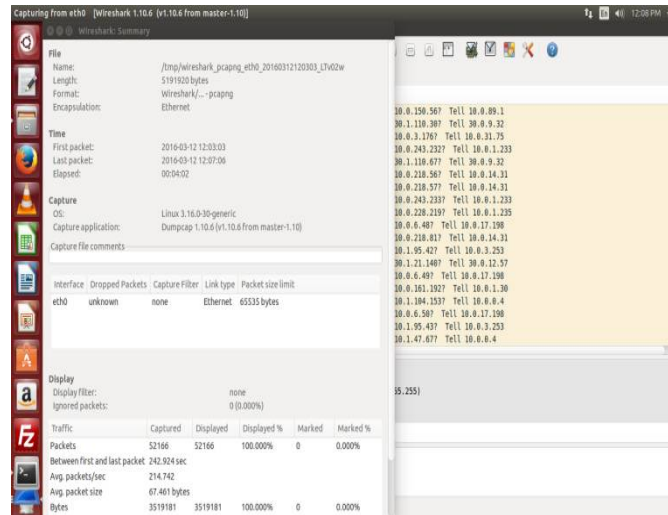 Capturing from eth0 [Wireshark 1.10.6 (v1.10.6 from master-1.10)]
En 12:08 PM
Wireshark: Summary
File
Name: /tmp/wireshark_pcapng_eth0_20160312120303_LTv02w
Length: 5191920 bytes
Format: Wireshark/... - pcapng
Encapsulation: Ethernet
Time
First packet: 2016-03-12 12:03:03
Last packet: 2016-03-12 12:07:06
Elapsed: 00:04:02
Capture
OS: Linux 3.16.0-30-generic
Capture application: Dumpcap 1.10.6 (v1.10.6 from master-1.10)
Capture file comments
Interface Dropped Packets Capture Filter Link type Packet size limit
eth0 unknown none Ethernet 65535 bytes
Display
Display filter: none
Ignored packets: 0 (0.000%)
Traffic Captured Displayed Displayed % Marked Marked %
Packets 52166 52166 100.000% 0 0.000%
Between first and last packet 242.924 sec
Avg. packets/sec 214.742
Avg. packet size 67.461 bytes
Bytes 3519181 3519181 100.000% 0 0.000%
10.0.150.56? Tell 10.0.89.1
30.1.110.30? Tell 30.0.9.32
10.0.3.176? Tell 10.0.31.75
10.0.243.232? Tell 10.0.1.233
30.1.110.67? Tell 30.0.9.32
10.0.218.56? Tell 10.0.14.31
10.0.218.57? Tell 10.0.14.31
10.0.243.233? Tell 10.0.1.233
10.0.228.219? Tell 10.0.1.235
10.0.6.48? Tell 10.0.17.198
10.0.218.81? Tell 10.0.14.31
10.1.95.42? Tell 10.0.3.253
30.1.21.140? Tell 30.0.12.57
10.0.6.49? Tell 10.0.17.198
10.0.161.192? Tell 10.0.1.30
10.1.104.153? Tell 10.0.0.4
10.0.6.50? Tell 10.0.17.198
10.1.95.43? Tell 10.0.3.253
10.1.47.67? Tell 10.0.0.4
55.255)